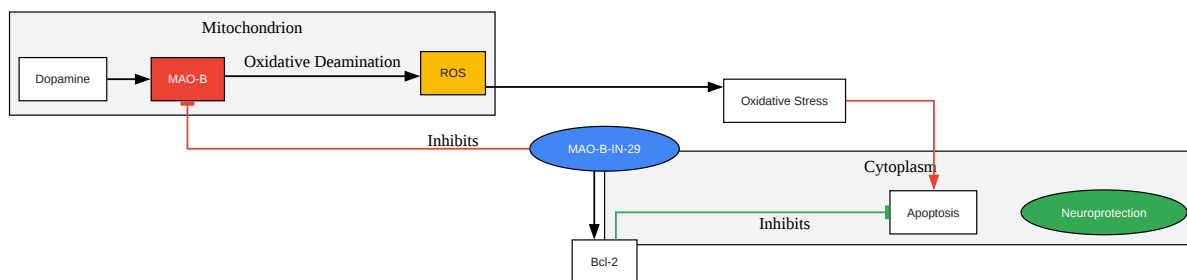 Mitochondrion
Dopamine
MAO-B
Oxidative Deamination
ROS
Oxidative Stress
Inhibits
MAO-B-IN-29
Cytoplasm
Apoptosis
Neuroprotection
Inhibits
Bcl-2